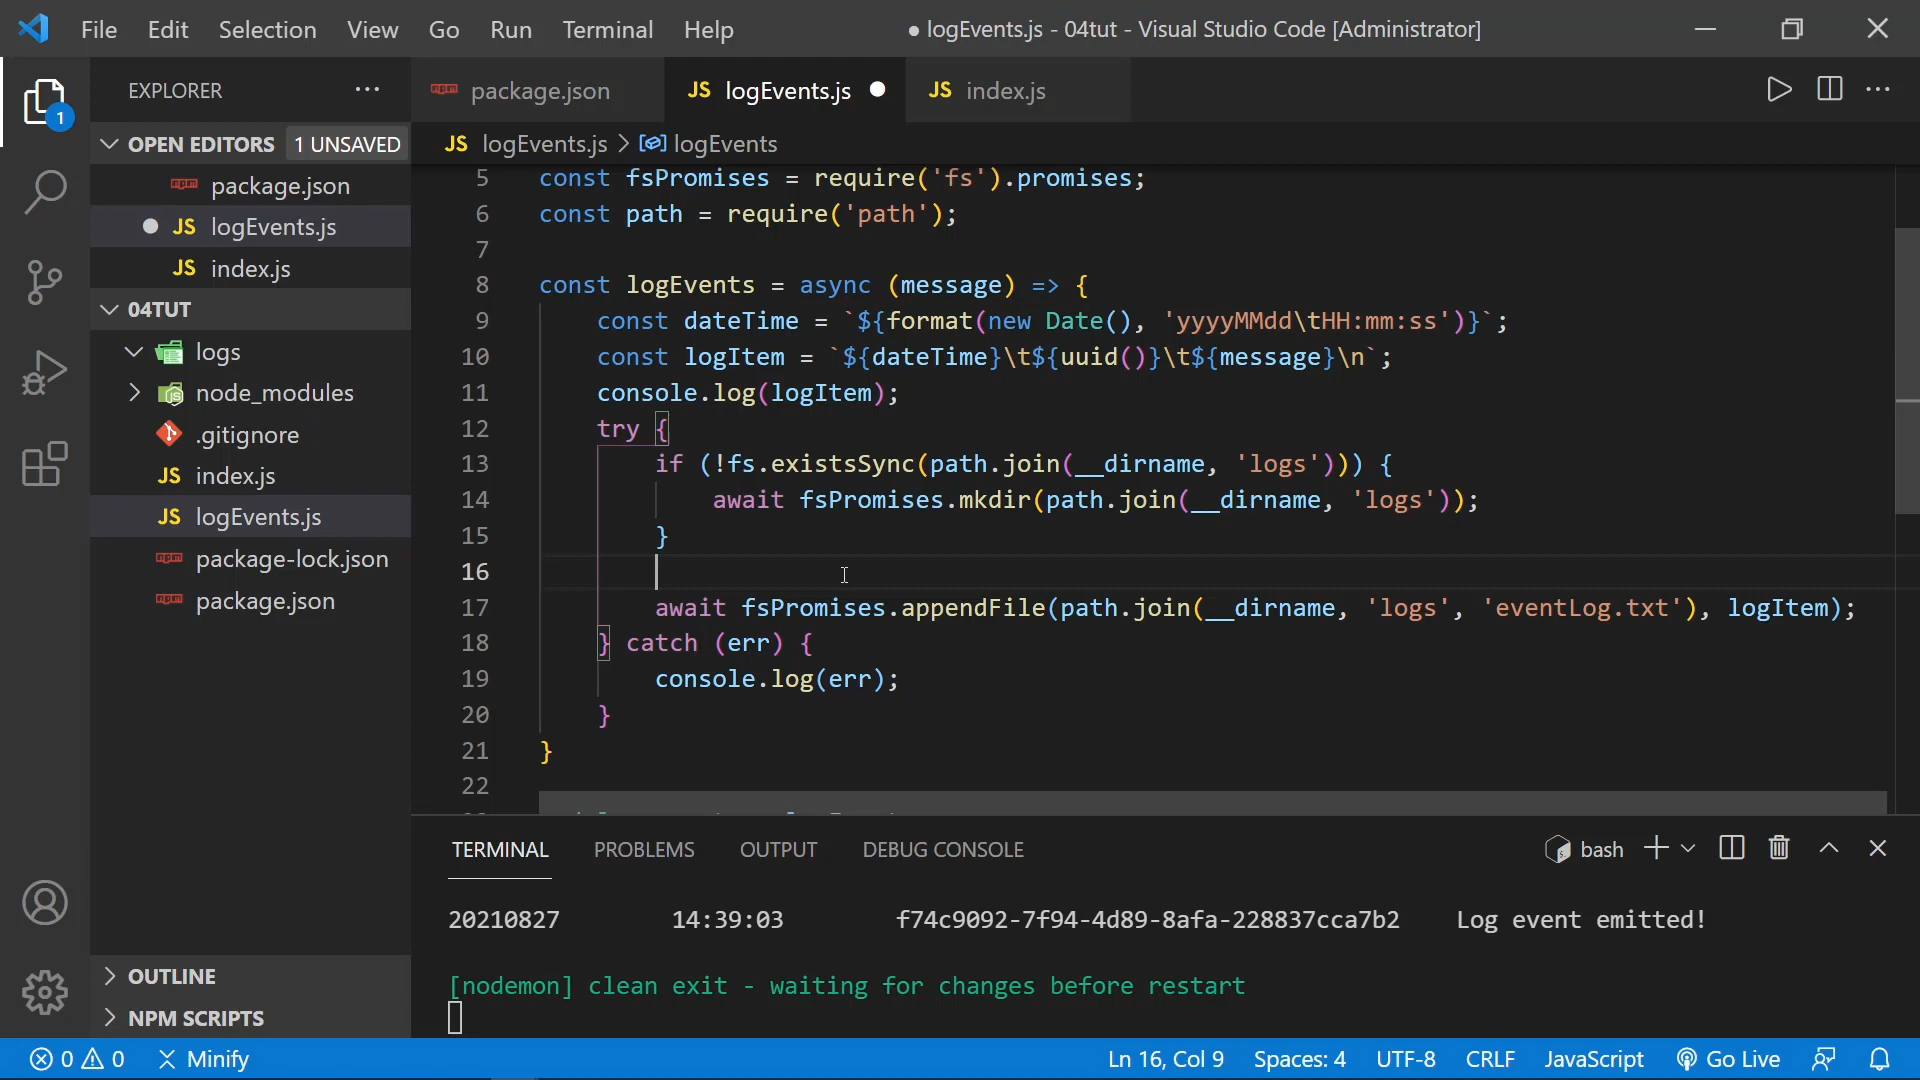 File Edit Selection View Go Run Terminal Help
● logEvents.js - 04tut - Visual Studio Code [Administrator]
EXPLORER
package.json
JS logEvents.js
JS index.js
1
OPEN EDITORS 1 UNSAVED
package.json
JS logEvents.js
JS index.js
04TUT
logs
node_modules
.gitignore
JS index.js
JS logEvents.js
package-lock.json
package.json
OUTLINE
NPM SCRIPTS
JS logEvents.js > logEvents
5 const fsPromises = require('fs').promises;
6 const path = require('path');
7
8 const logEvents = async (message) => {
9 const dateTime = `${format(new Date(), 'yyyyMMdd\tHH:mm:ss')}`;
10 const logItem = `${dateTime}\t${uuid()}\t${message}\n`;
11 console.log(logItem);
12 try {
13 if (!fs.existsSync(path.join(__dirname, 'logs'))) {
14 await fsPromises.mkdir(path.join(__dirname, 'logs'));
15 }
16
17 await fsPromises.appendFile(path.join(__dirname, 'logs', 'eventLog.txt'), logItem);
18 } catch (err) {
19 console.log(err);
20 }
21 }
22
TERMINAL PROBLEMS OUTPUT DEBUG CONSOLE
bash
20210827 14:39:03 f74c9092-7f94-4d89-8afa-228837cca7b2 Log event emitted!
[nodemon] clean exit - waiting for changes before restart
0 0 Minify
Ln 16, Col 9 Spaces: 4 UTF-8 CRLF JavaScript Go Live